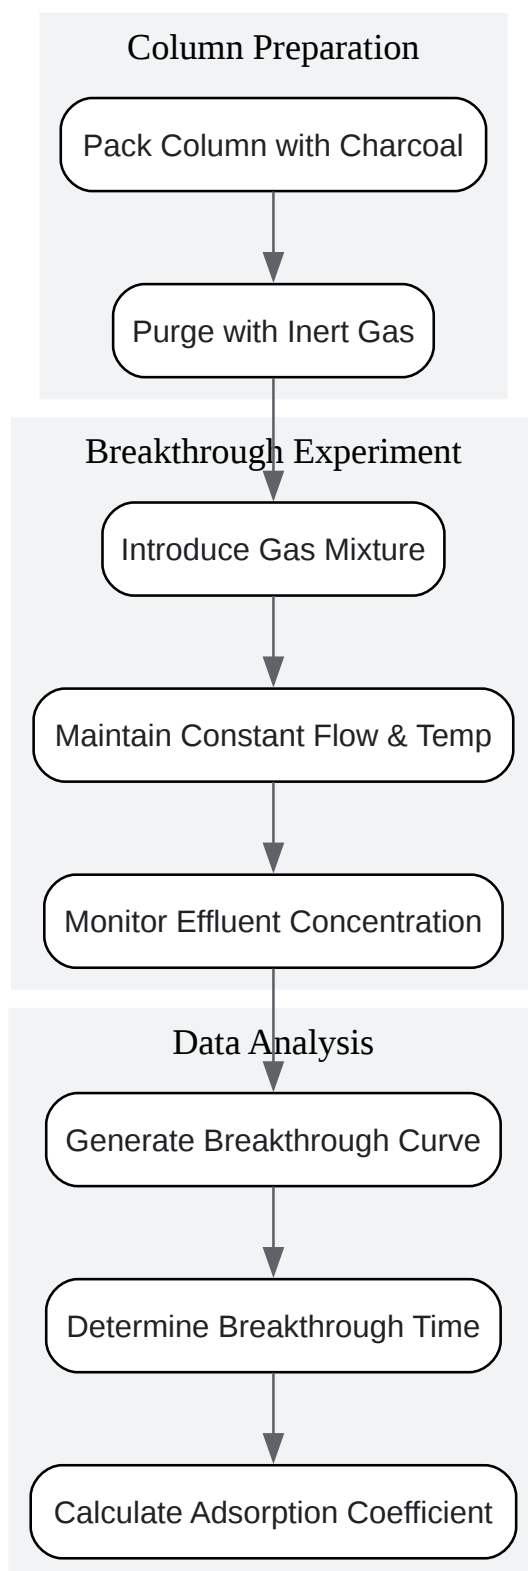 Column Preparation
Pack Column with Charcoal
Purge with Inert Gas
Breakthrough Experiment
Introduce Gas Mixture
Maintain Constant Flow & Temp
Monitor Effluent Concentration
Data Analysis
Generate Breakthrough Curve
Determine Breakthrough Time
Calculate Adsorption Coefficient